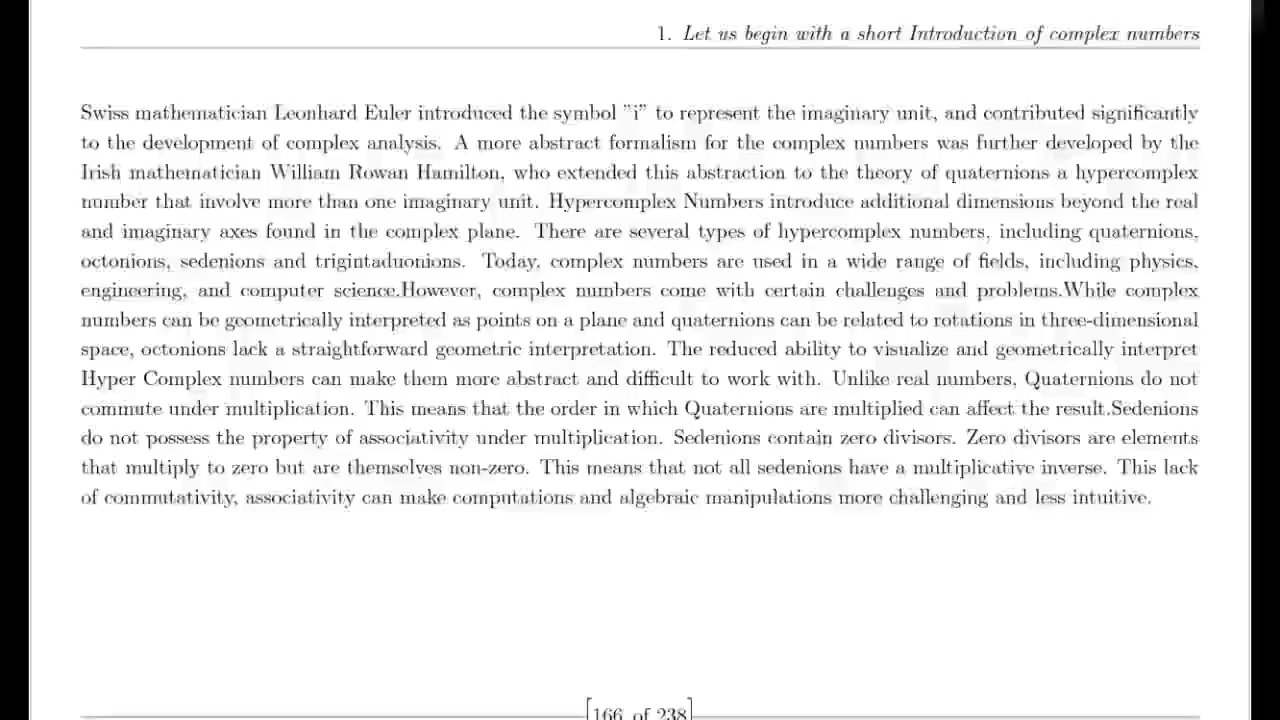 1. Let us begin with a short Introduction of complex numbers
Swiss mathematician Leonhard Euler introduced the symbol "i" to represent the imaginary unit, and contributed significantly
to the development of complex analysis. A more abstract formalism for the complex numbers was further developed by the
Irish mathematician William Rowan Hamilton, who extended this abstraction to the theory of quaternions a hypercomplex
number that involve more than one imaginary unit. Hypercomplex Numbers introduce additional dimensions beyond the real
and imaginary axes found in the complex plane. There are several types of hypercomplex numbers, including quaternions,
octonions, sedenions and trigintaduonions. Today, complex numbers are used in a wide range of fields, including physics,
engineering, and computer science.However, complex numbers come with certain challenges and problems.While complex
numbers can be geometrically interpreted as points on a plane and quaternions can be related to rotations in three-dimensional
space, octonions lack a straightforward geometric interpretation. The reduced ability to visualize and geometrically interpret
Hyper Complex numbers can make them more abstract and difficult to work with. Unlike real numbers, Quaternions do not
commute under multiplication. This means that the order in which Quaternions are multiplied can affect the result.Sedenions
do not possess the property of associativity under multiplication. Sedenions contain zero divisors. Zero divisors are elements
that multiply to zero but are themselves non-zero. This means that not all sedenions have a multiplicative inverse. This lack
of commutativity, associativity can make computations and algebraic manipulations more challenging and less intuitive.
[166 of 238]